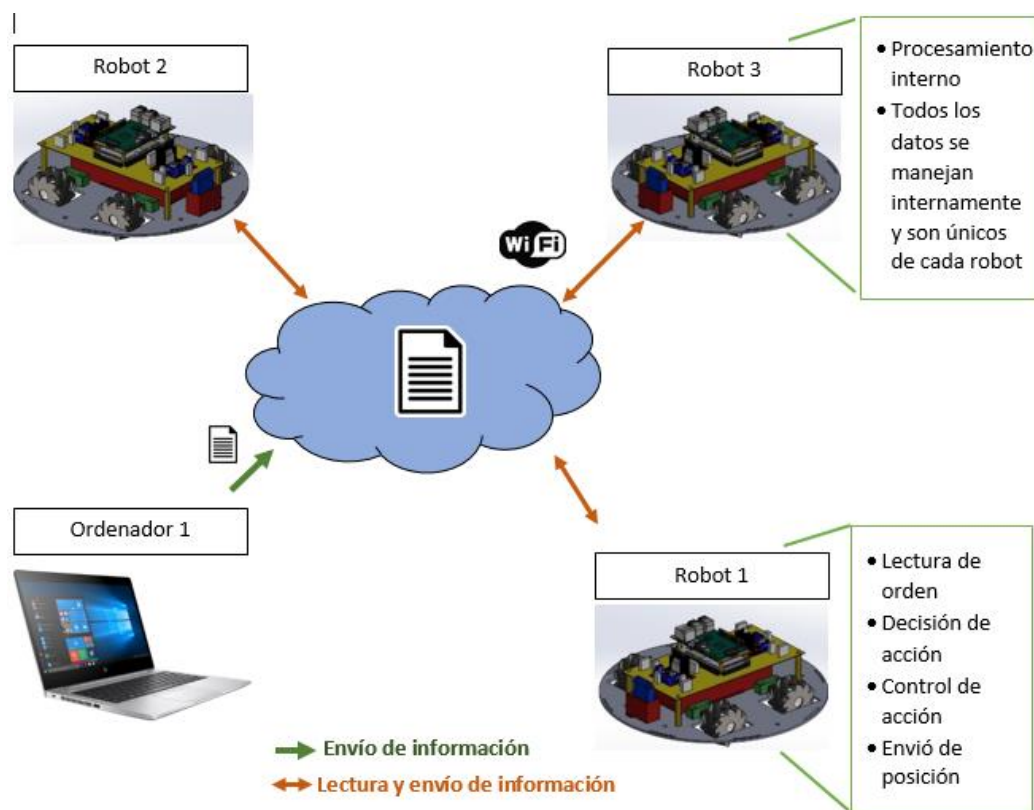 Robot 2
Robot 3
• Procesamiento
interno
• Todos los
datos se
manejan
internamente
y son únicos
de cada robot
WiFi
Ordenador 1
Robot 1
• Lectura de
orden
• Decisión de
acción
• Control de
acción
• Envió de
posición
Envío de información
Lectura y envío de información